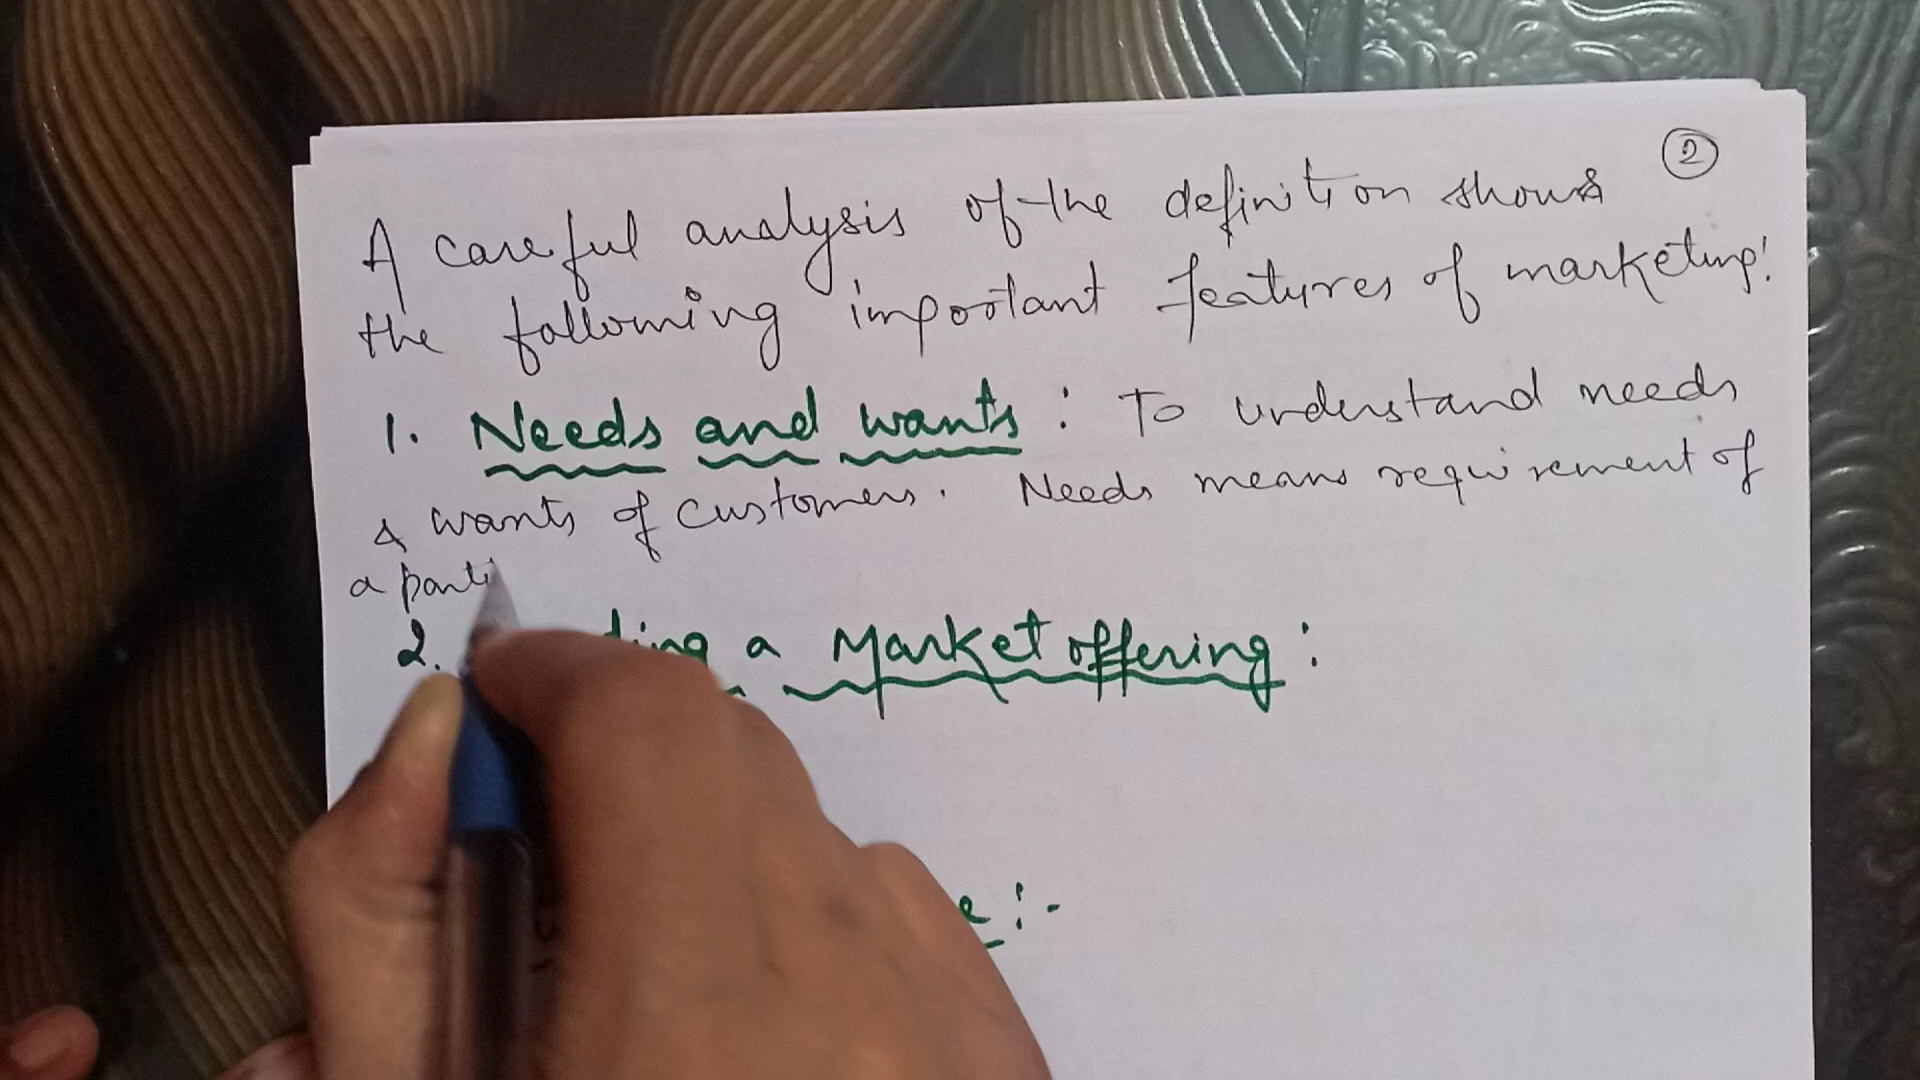 2
A careful analysis of the definition shows
the following important features of marketing:
1. Needs and wants : To understand needs
& wants of customers. Needs means requirement of
a parti
2. a Market offering :